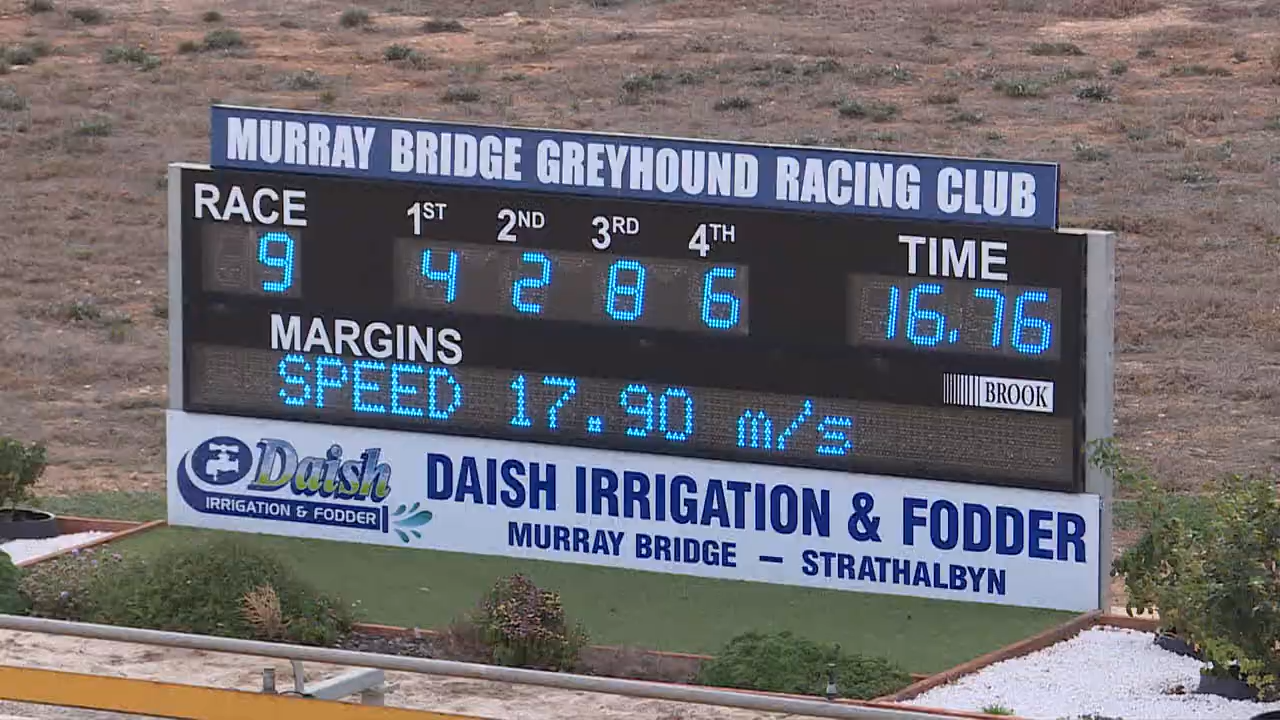 MURRAY BRIDGE GREYHOUND RACING CLUB
RACE 1ST 2ND 3RD 4TH TIME
9 4 2 8 6 16.76
MARGINS
SPEED 17.90 m/s
BROOK
Daish
IRRIGATION & FODDER
DAISH IRRIGATION & FODDER
MURRAY BRIDGE – STRATHALBYN